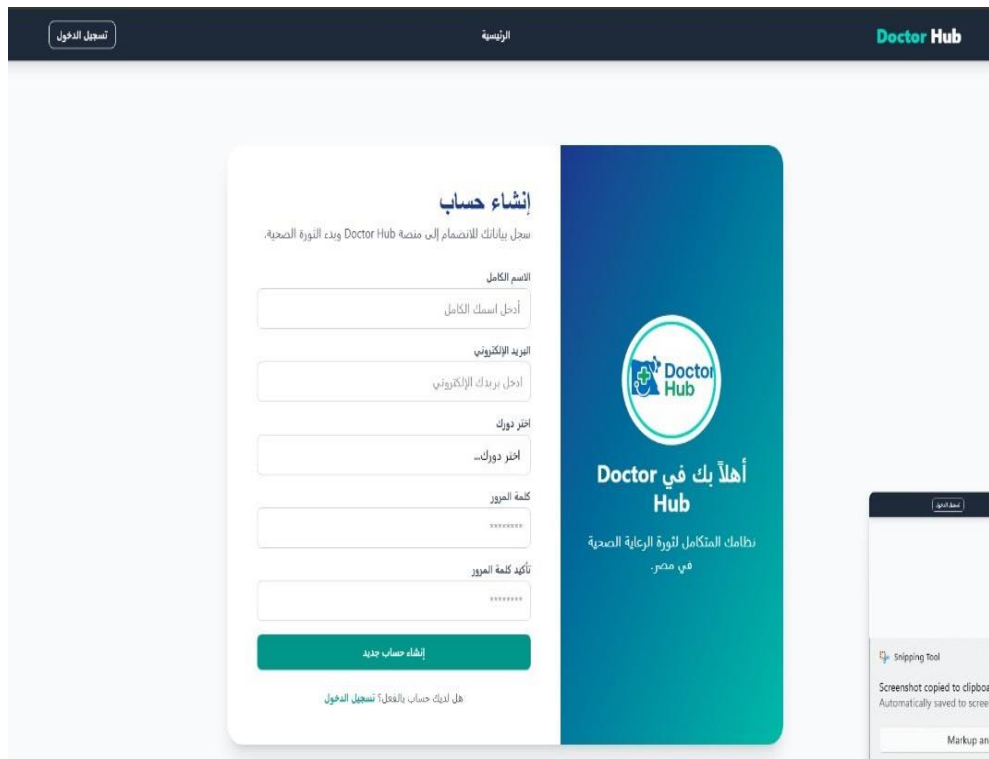 Doctor Hub
الرئيسية
تسجيل الدخول
إنشاء حساب
سجل بياناتك للانضمام إلى منصة Doctor Hub وبدء الثورة الصحية.
الاسم الكامل
أدخل اسمك الكامل
البريد الإلكتروني
ادخل بريدك الإلكتروني
اختر دورك
اختر دورك...
كلمة المرور
********
تأكيد كلمة المرور
********
إنشاء حساب جديد
هل لديك حساب بالفعل؟ تسجيل الدخول
Doctor
Hub
أهلاً بك في Doctor
Hub
نظامك المتكامل لثورة الرعاية الصحية
في مصر.
تسجيل الدخول
Snipping Tool
Screenshot copied to clipboa
Automatically saved to scree
Markup an